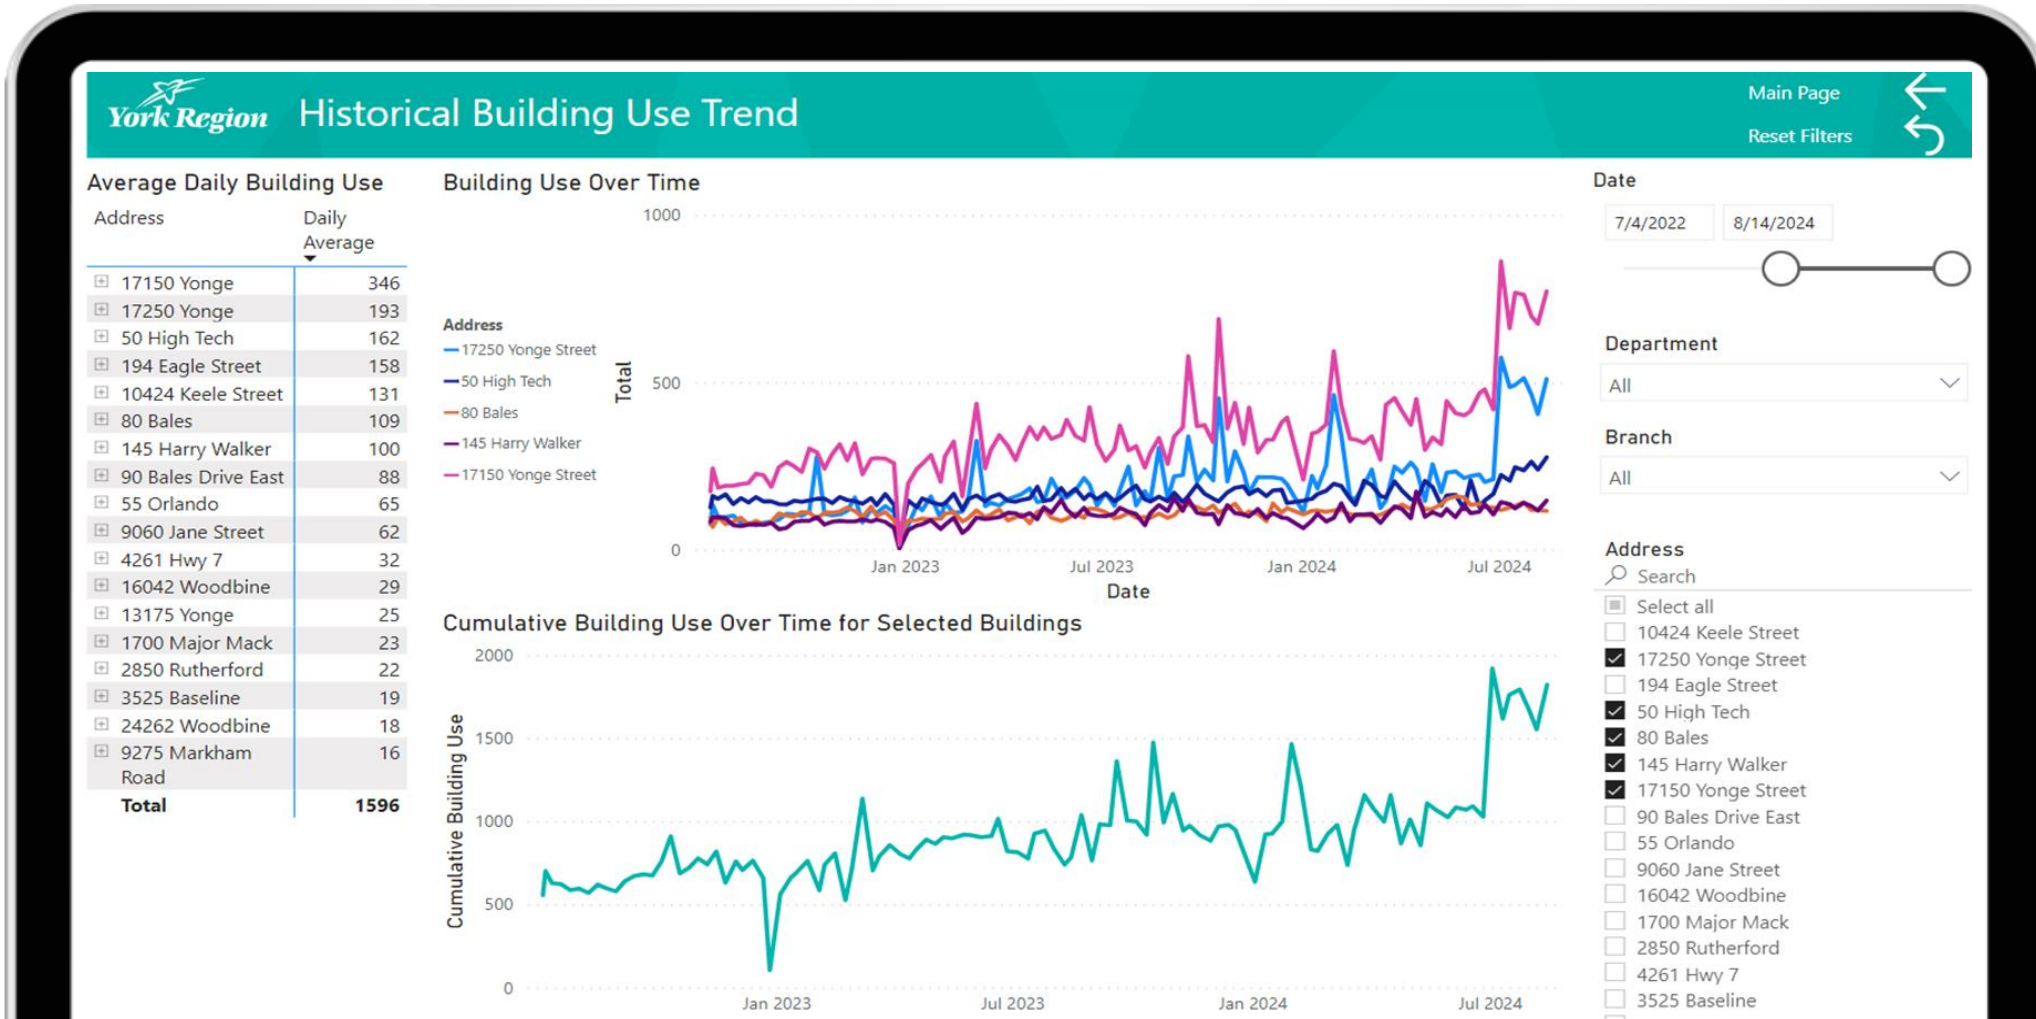 York Region
Historical Building Use Trend
Main Page
Reset Filters
Average Daily Building Use
Address Daily Average
17150 Yonge 346
17250 Yonge 193
50 High Tech 162
194 Eagle Street 158
10424 Keele Street 131
80 Bales 109
145 Harry Walker 100
90 Bales Drive East 88
55 Orlando 65
9060 Jane Street 62
4261 Hwy 7 32
16042 Woodbine 29
13175 Yonge 25
1700 Major Mack 23
2850 Rutherford 22
3525 Baseline 19
24262 Woodbine 18
9275 Markham Road 16
Total 1596
Building Use Over Time
Address
17250 Yonge Street
50 High Tech
80 Bales
145 Harry Walker
17150 Yonge Street
Total
1000
500
0
Jan 2023 Jul 2023 Jan 2024 Jul 2024
Date
Cumulative Building Use Over Time for Selected Buildings
Cumulative Building Use
2000
1500
1000
500
0
Jan 2023 Jul 2023 Jan 2024 Jul 2024
Date
7/4/2022 8/14/2024
Department
All
Branch
All
Address
Search
Select all
10424 Keele Street
17250 Yonge Street
194 Eagle Street
50 High Tech
80 Bales
145 Harry Walker
17150 Yonge Street
90 Bales Drive East
55 Orlando
9060 Jane Street
16042 Woodbine
1700 Major Mack
2850 Rutherford
4261 Hwy 7
3525 Baseline